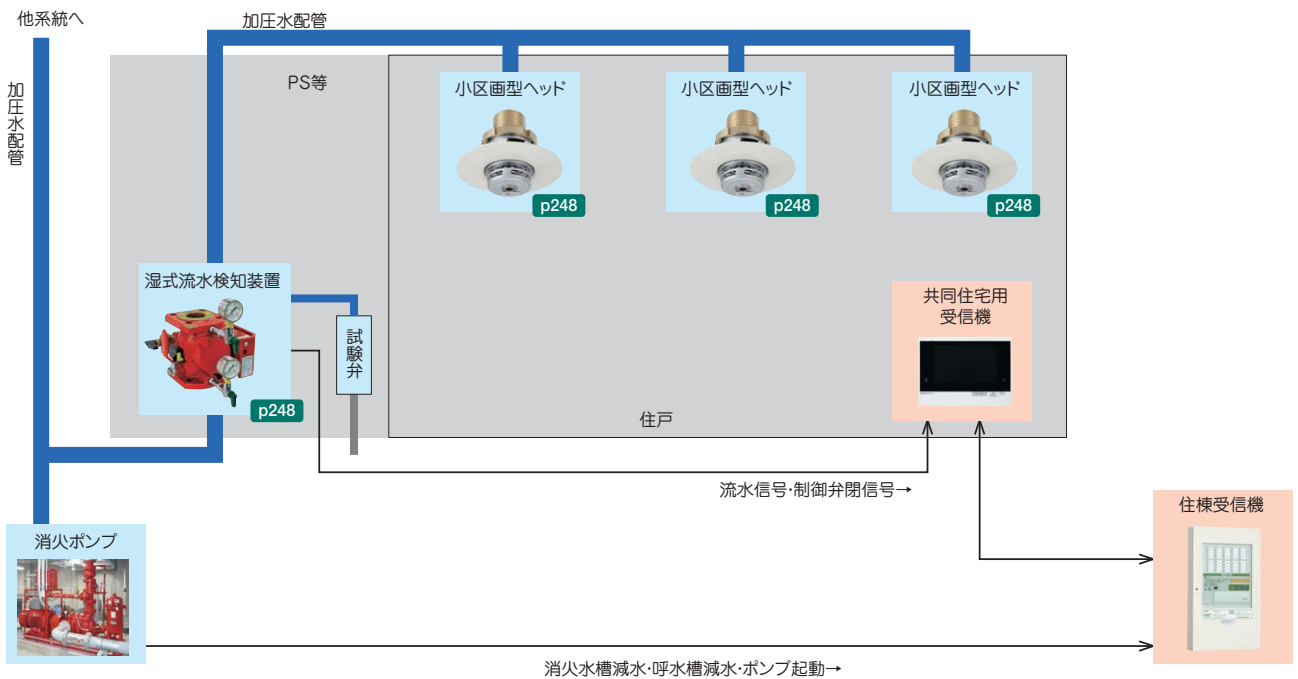 他系統へ
加圧水配管
加圧水配管
PS等
小区画型ヘッド
p248
小区画型ヘッド
p248
小区画型ヘッド
p248
湿式流水検知装置
p248
試験弁
共同住宅用
受信機
住戸
流水信号･制御弁閉信号→
住棟受信機
消火ポンプ
消火水槽減水･呼水槽減水･ポンプ起動→